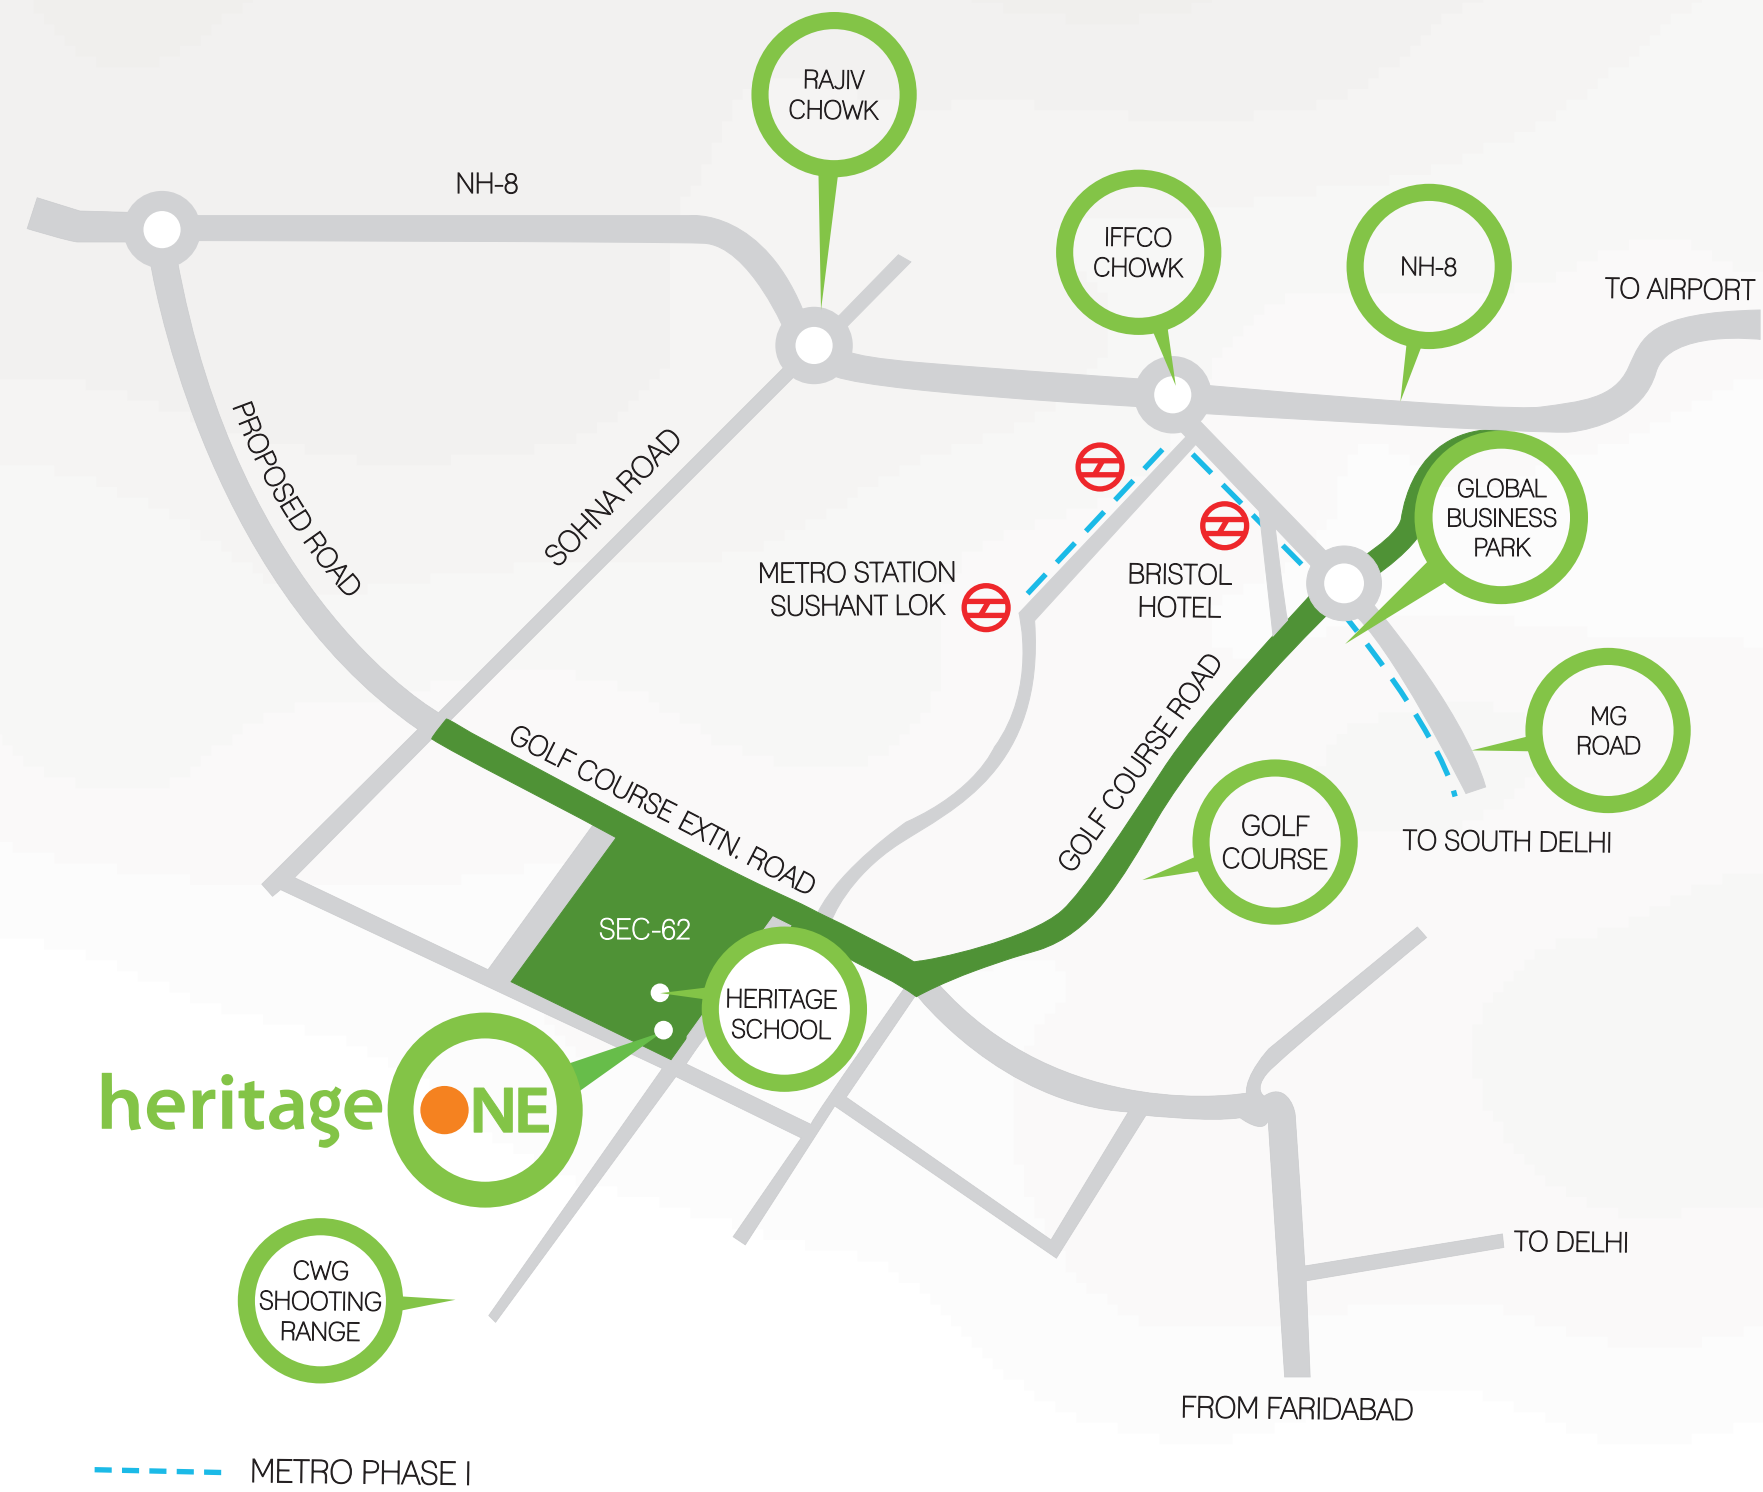 RAJIV
CHOWK
NH-8
IFFCO
CHOWK
NH-8
TO AIRPORT
PROPOSED ROAD
SOHNA ROAD
GLOBAL
BUSINESS
PARK
METRO STATION
SUSHANT LOK
BRISTOL
HOTEL
MG
ROAD
GOLF COURSE ROAD
GOLF COURSE EXTN. ROAD
GOLF
COURSE
TO SOUTH DELHI
SEC-62
HERITAGE
SCHOOL
heritage NE
CWG
SHOOTING
RANGE
TO DELHI
FROM FARIDABAD
METRO PHASE I